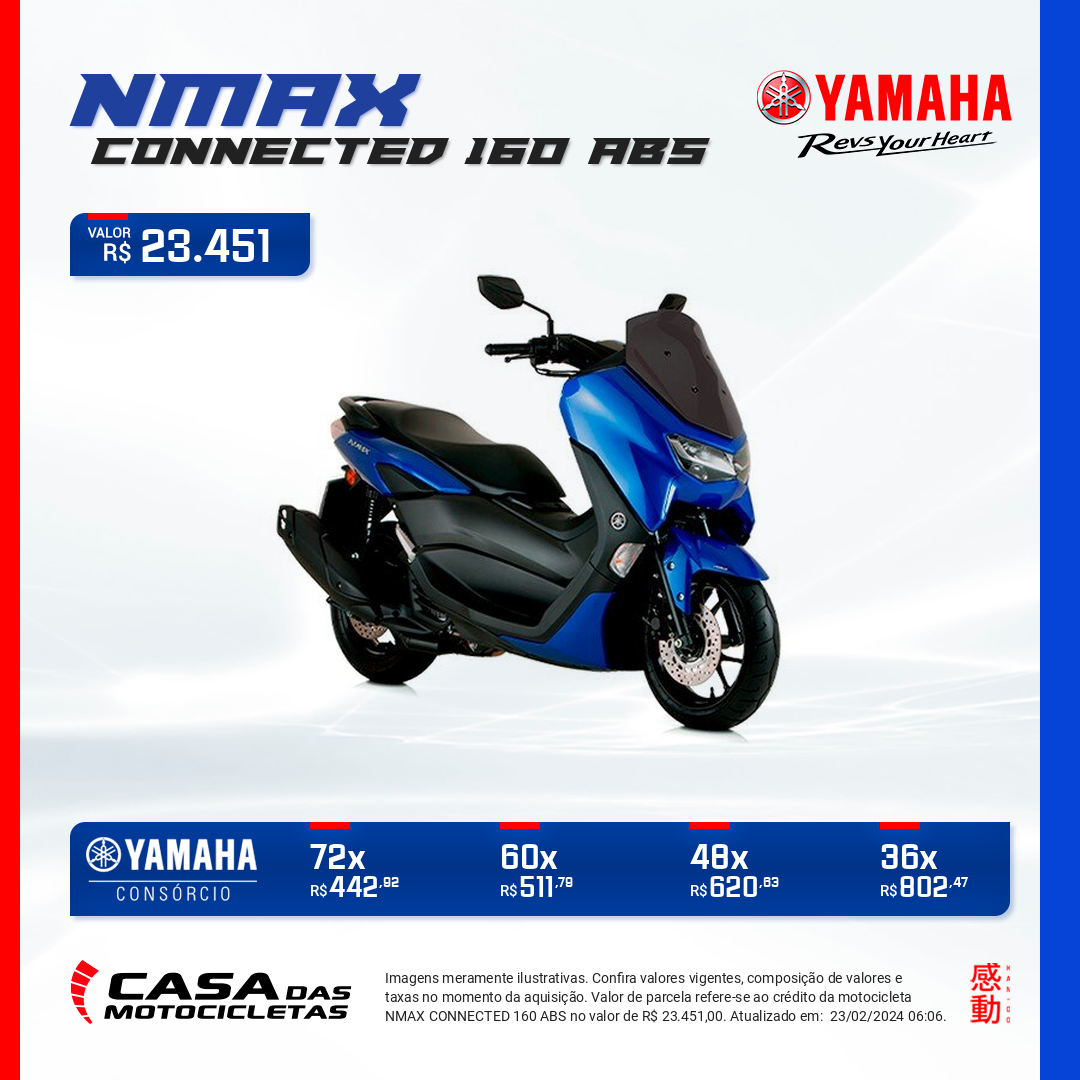 NMAX
CONNECTED 160 ABS
YAMAHA
Revs Your Heart
VALOR
R$ 23.451
NMAX
YAMAHA
CONSÓRCIO
72x
R$ 442,92
60x
R$ 511,79
48x
R$ 620,63
36x
R$ 802,47
CASA DAS
MOTOCICLETAS
Imagens meramente ilustrativas. Confira valores vigentes, composição de valores e
taxas no momento da aquisição. Valor de parcela refere-se ao crédito da motocicleta
NMAX CONNECTED 160 ABS no valor de R$ 23.451,00. Atualizado em: 23/02/2024 06:06.
感動